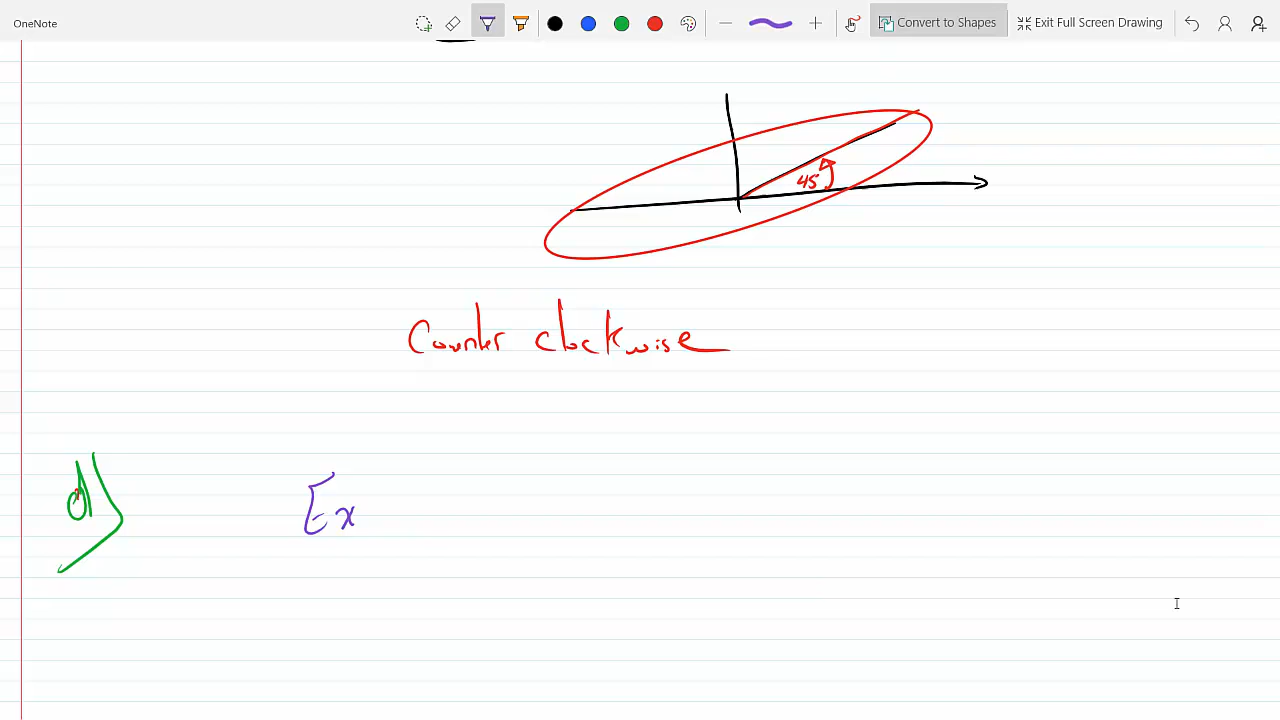 OneNote
Convert to Shapes
Exit Full Screen Drawing
45
Counter clockwise
d)
Ex